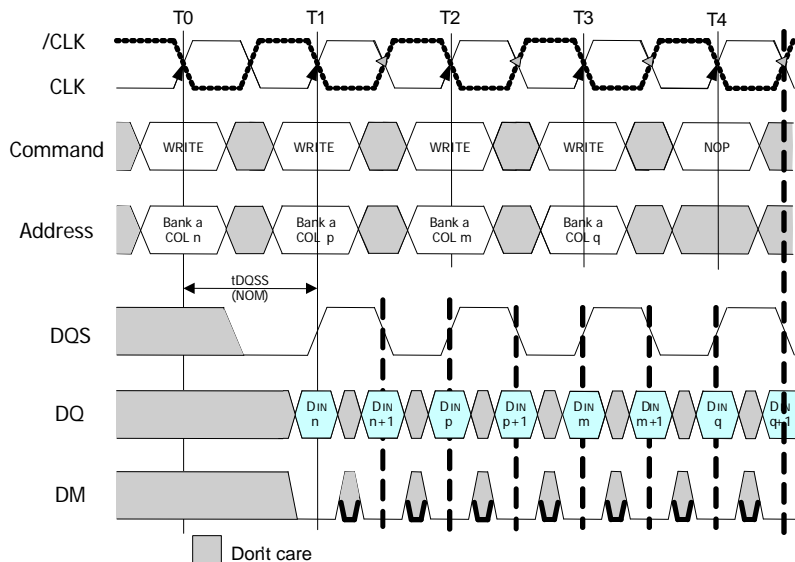 T0 T1 T2 T3 T4
/CLK
CLK
Command WRITE WRITE WRITE WRITE NOP
Address Bank a Bank a Bank a Bank a
COL n COL p COL m COL q
tDQSS
(NOM)
DQS
DQ DIN DIN DIN DIN DIN DIN DIN DIN
n n+1 p p+1 m m+1 q q+1
DM
Don't care